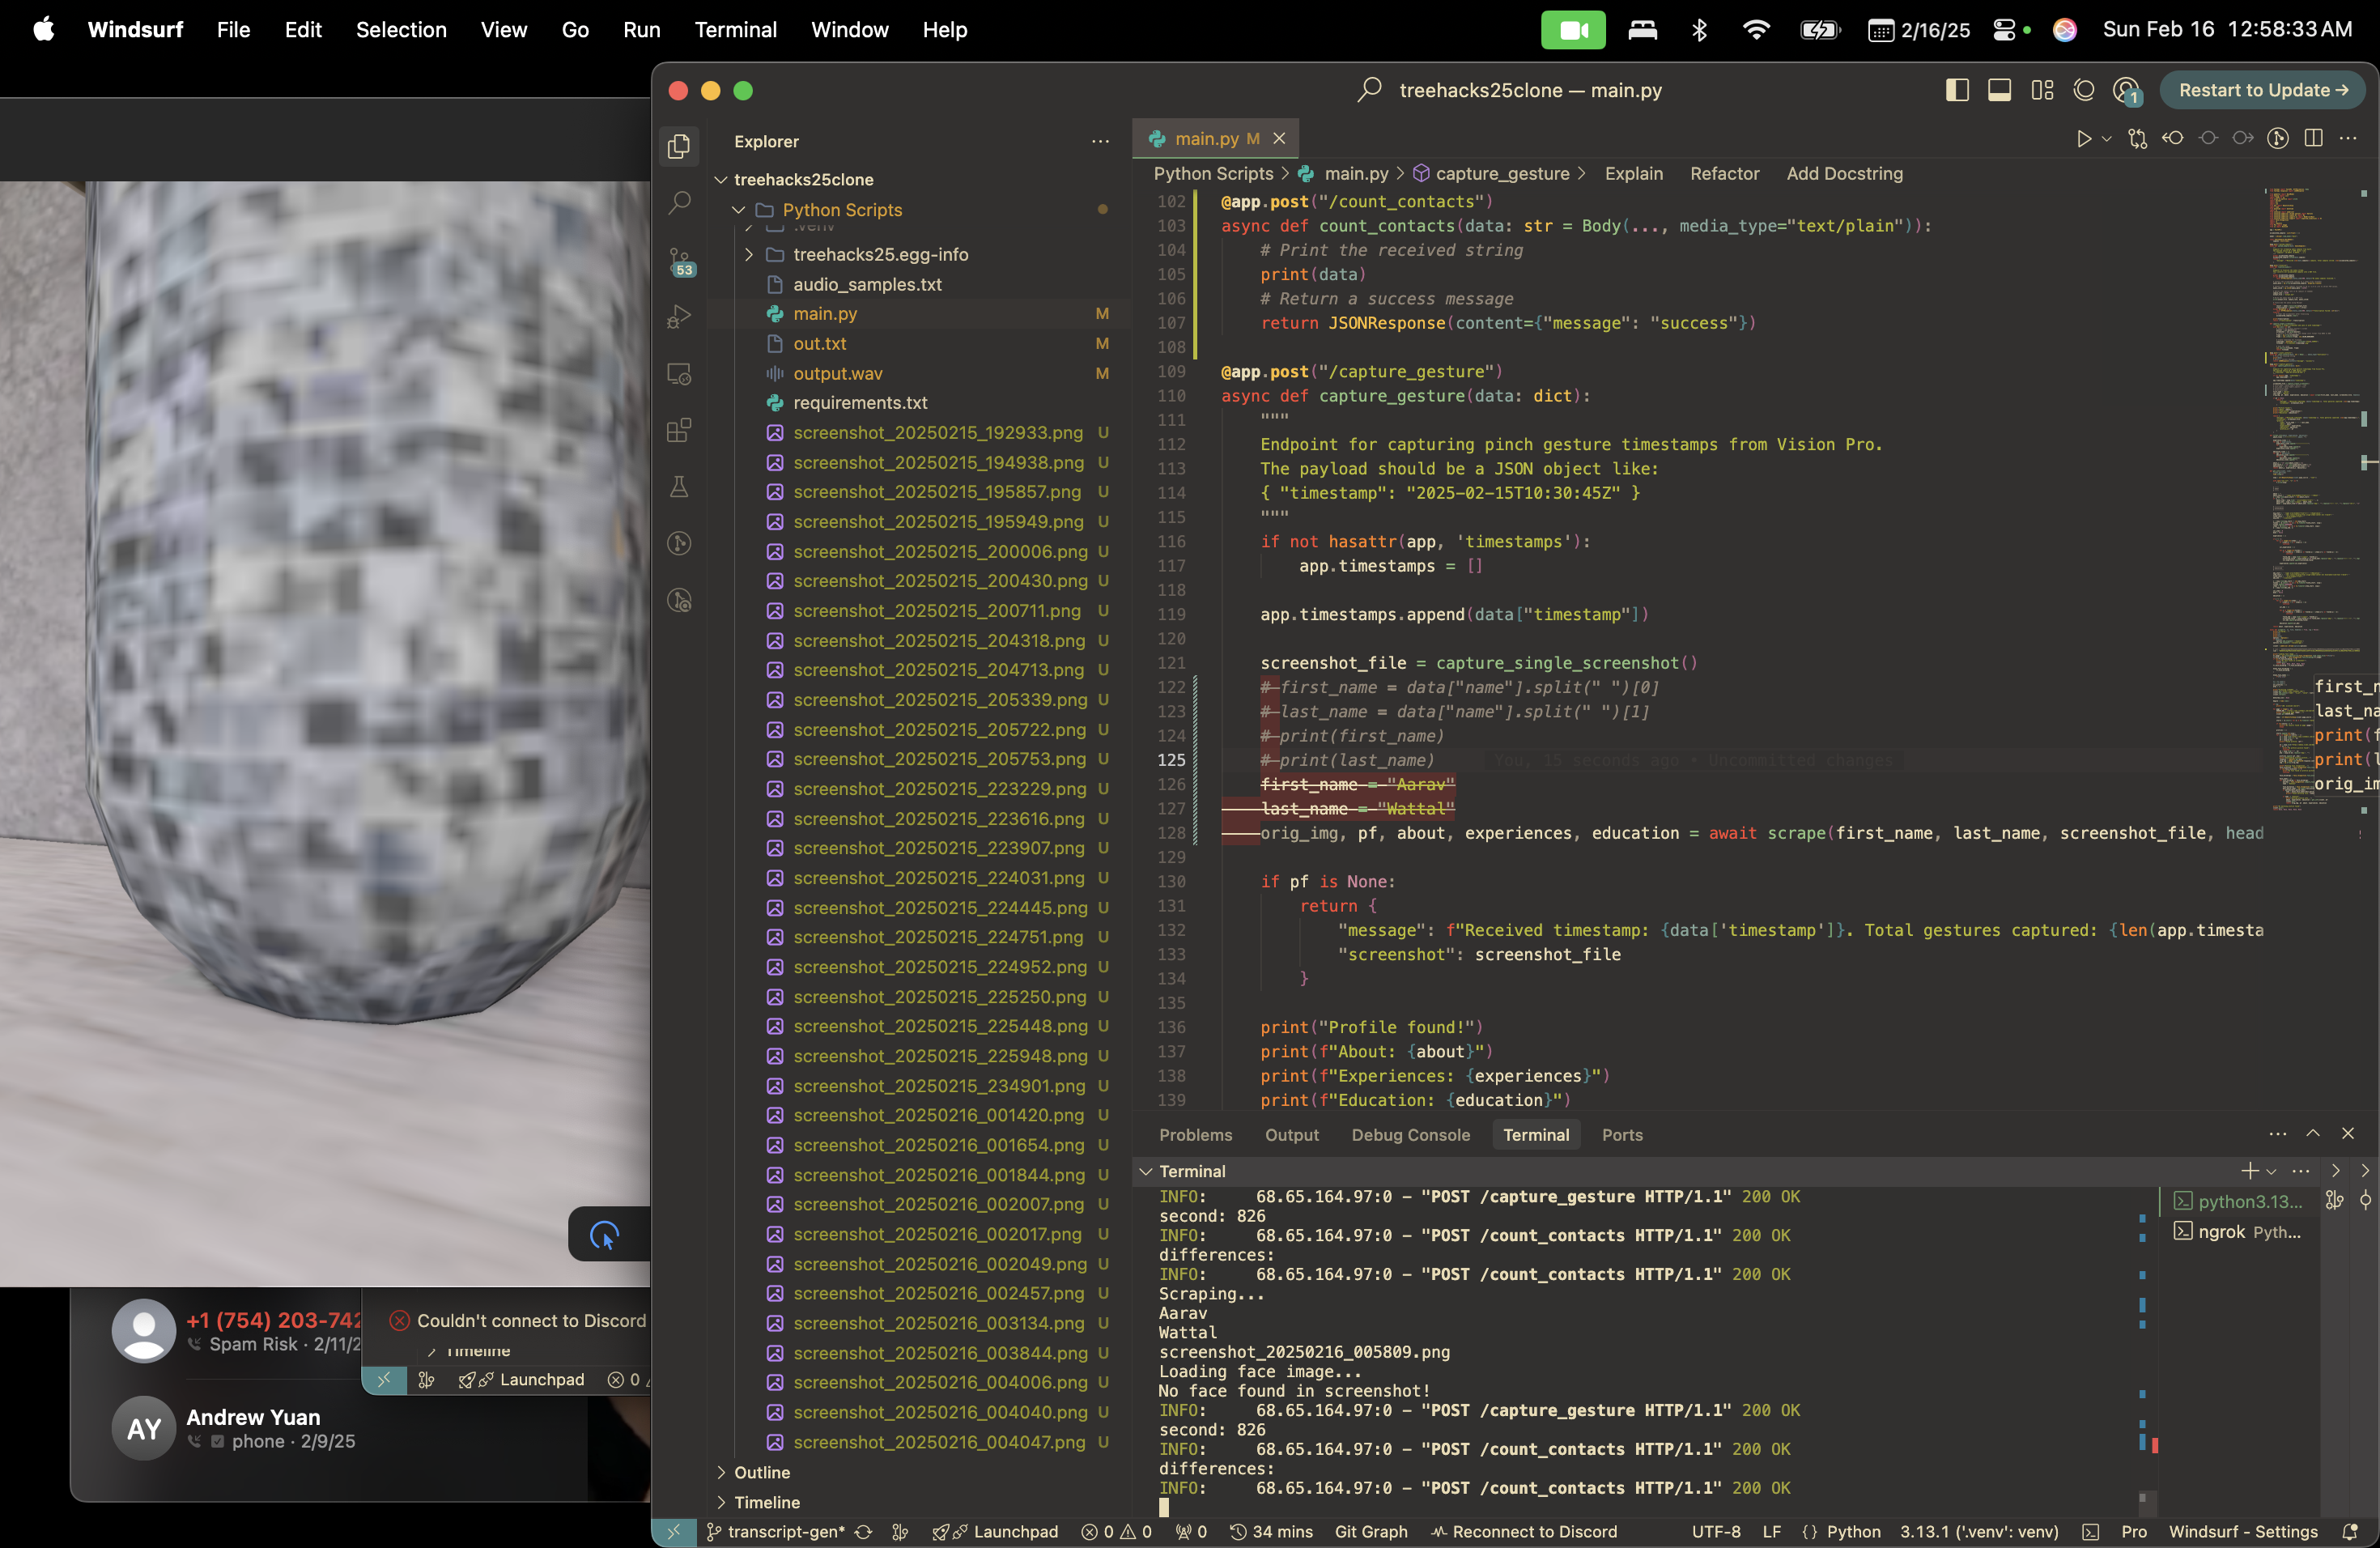 Windsurf File Edit Selection View Go Run Terminal Window Help
2/16/25 Sun Feb 16 12:58:33 AM
treehacks25clone — main.py
1
Restart to Update →
Explorer
treehacks25clone
Python Scripts
.venv
treehacks25.egg-info
audio_samples.txt
main.py M
out.txt M
output.wav M
requirements.txt
screenshot_20250215_192933.png U
screenshot_20250215_194938.png U
screenshot_20250215_195857.png U
screenshot_20250215_195949.png U
screenshot_20250215_200006.png U
screenshot_20250215_200430.png U
screenshot_20250215_200711.png U
screenshot_20250215_204318.png U
screenshot_20250215_204713.png U
screenshot_20250215_205339.png U
screenshot_20250215_205722.png U
screenshot_20250215_205753.png U
screenshot_20250215_223229.png U
screenshot_20250215_223616.png U
screenshot_20250215_223907.png U
screenshot_20250215_224031.png U
screenshot_20250215_224445.png U
screenshot_20250215_224751.png U
screenshot_20250215_224952.png U
screenshot_20250215_225250.png U
screenshot_20250215_225448.png U
screenshot_20250215_225948.png U
screenshot_20250215_234901.png U
screenshot_20250216_001420.png U
screenshot_20250216_001654.png U
screenshot_20250216_001844.png U
screenshot_20250216_002007.png U
screenshot_20250216_002017.png U
screenshot_20250216_002049.png U
screenshot_20250216_002457.png U
screenshot_20250216_003134.png U
screenshot_20250216_003844.png U
screenshot_20250216_004006.png U
screenshot_20250216_004040.png U
screenshot_20250216_004047.png U
Outline
Timeline
53
main.py M
Python Scripts > main.py > capture_gesture > Explain Refactor Add Docstring
102 @app.post("/count_contacts")
103 async def count_contacts(data: str = Body(..., media_type="text/plain")):
104 # Print the received string
105 print(data)
106 # Return a success message
107 return JSONResponse(content={"message": "success"})
108
109 @app.post("/capture_gesture")
110 async def capture_gesture(data: dict):
111 """
112 Endpoint for capturing pinch gesture timestamps from Vision Pro.
113 The payload should be a JSON object like:
114 { "timestamp": "2025-02-15T10:30:45Z" }
115 """
116 if not hasattr(app, 'timestamps'):
117 app.timestamps = []
118
119 app.timestamps.append(data["timestamp"])
120
121 screenshot_file = capture_single_screenshot()
122 # first_name = data["name"].split(" ")[0]
123 # last_name = data["name"].split(" ")[1]
124 # print(first_name)
125 # print(last_name) You, 15 seconds ago • Uncommitted changes
126 first_name = "Aarav"
127 last_name = "Wattal"
128 orig_img, pf, about, experiences, education = await scrape(first_name, last_name, screenshot_file, head
129
130 if pf is None:
131 return {
132 "message": f"Received timestamp: {data['timestamp']}. Total gestures captured: {len(app.timesta
133 "screenshot": screenshot_file
134 }
135
136 print("Profile found!")
137 print(f"About: {about}")
138 print(f"Experiences: {experiences}")
139 print(f"Education: {education}")
first_n
last_na
print(f
print(l
orig_im
Problems Output Debug Console Terminal Ports
Terminal
INFO: 68.65.164.97:0 – "POST /capture_gesture HTTP/1.1" 200 OK
second: 826
INFO: 68.65.164.97:0 – "POST /count_contacts HTTP/1.1" 200 OK
differences:
INFO: 68.65.164.97:0 – "POST /count_contacts HTTP/1.1" 200 OK
Scraping...
Aarav
Wattal
screenshot_20250216_005809.png
Loading face image...
No face found in screenshot!
INFO: 68.65.164.97:0 – "POST /capture_gesture HTTP/1.1" 200 OK
second: 826
INFO: 68.65.164.97:0 – "POST /count_contacts HTTP/1.1" 200 OK
differences:
INFO: 68.65.164.97:0 – "POST /count_contacts HTTP/1.1" 200 OK
python3.13...
ngrok Pyth...
+1 (754) 203-742
Spam Risk · 2/11/2
AY
Andrew Yuan
phone · 2/9/25
Couldn't connect to Discord
Timeline
Launchpad 0
transcript-gen* Launchpad 0 0 0 34 mins Git Graph Reconnect to Discord UTF-8 LF {} Python 3.13.1 ('.venv': venv) Pro Windsurf - Settings